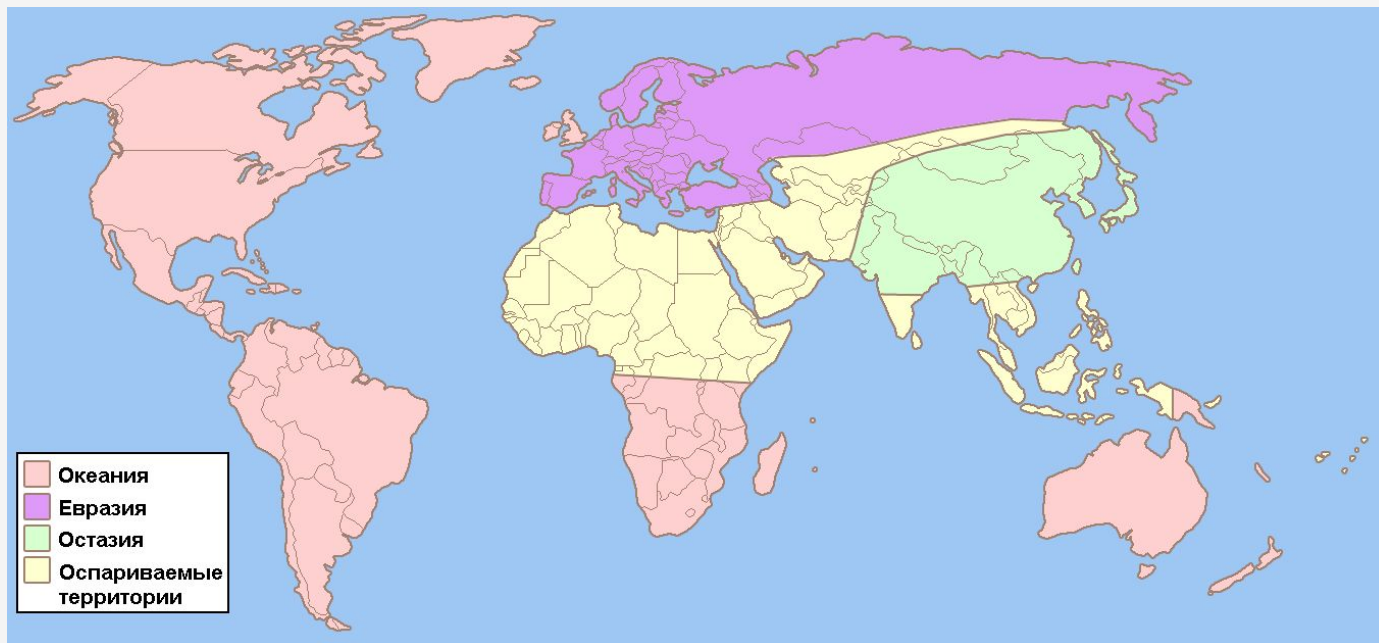 Океания
Евразия
Остазия
Оспариваемые
территории